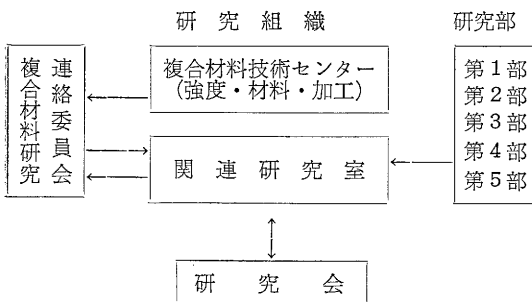 研究組織
研究部
複合材料研究
連絡委員会
複合材料技術センター
(強度・材料・加工)
関連研究室
研究会
第1部
第2部
第3部
第4部
第5部